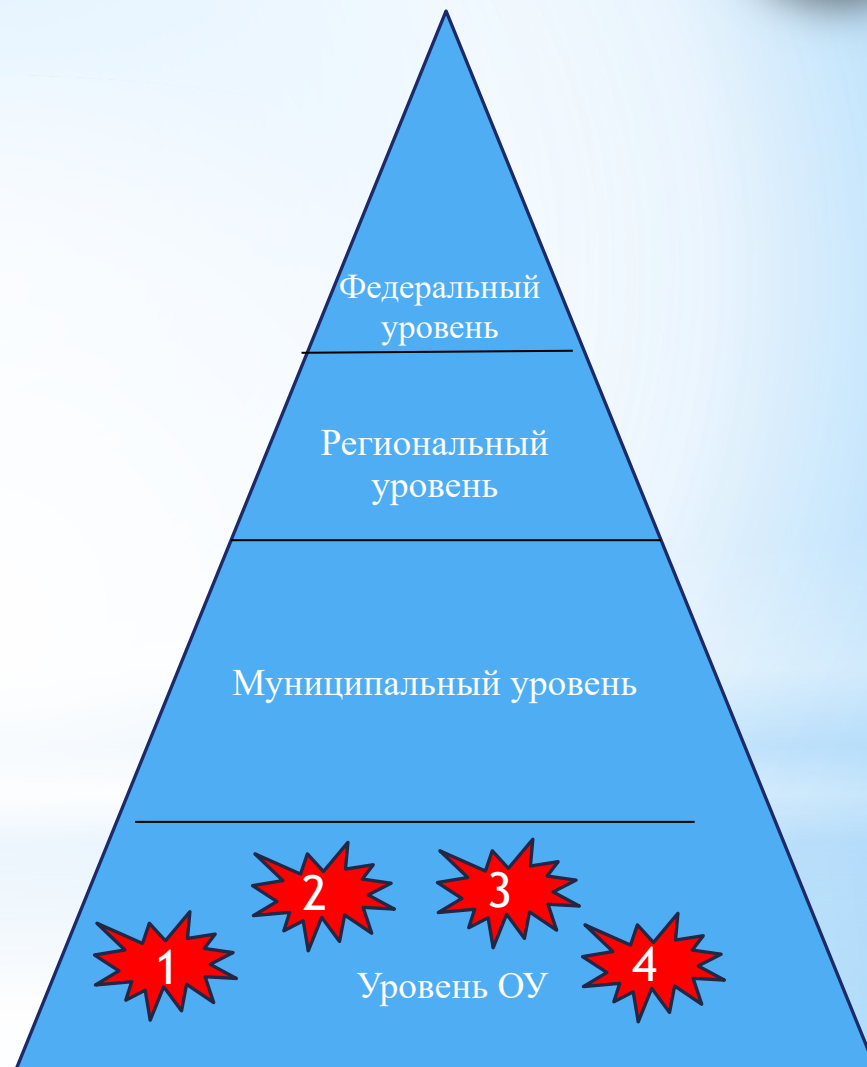 Федеральный
уровень
Региональный
уровень
Муниципальный уровень
2
3
1
4
Уровень ОУ